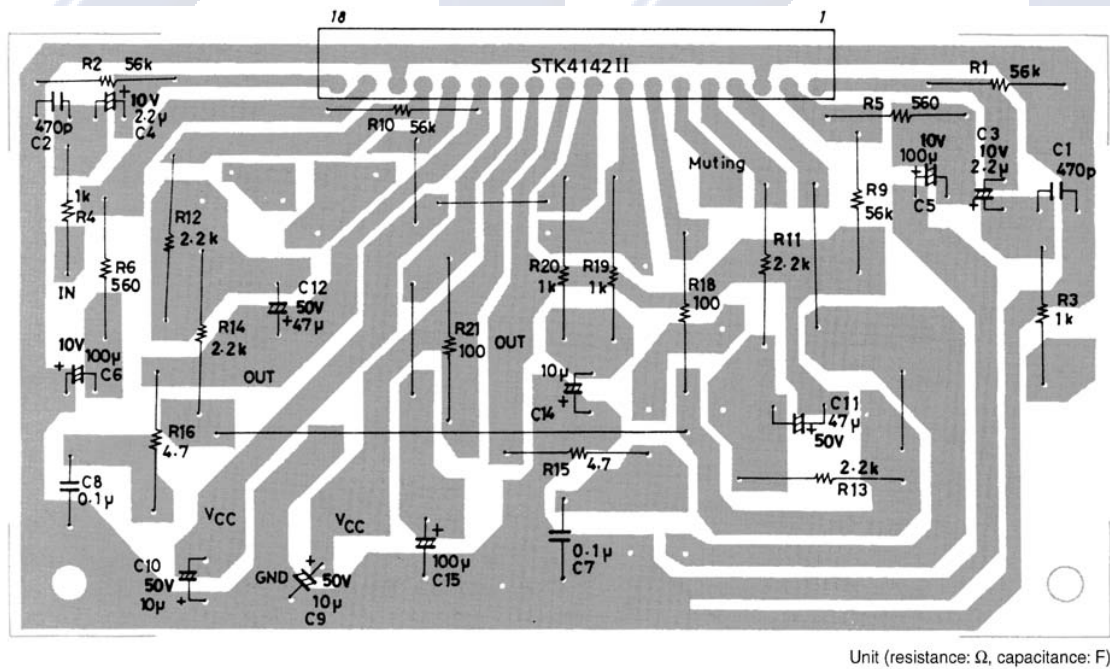 18
1
STK4142II
R2
56k
10V
2.2μ
C4
470p
C2
R10
56k
R5
560
R1
56k
10V
100μ
C5
C3
10V
2.2μ
C1
470p
Muting
R9
56k
1k
R4
R12
2.2k
R6
560
IN
C12
50V
47μ
R14
2.2k
R20
1k
R19
1k
R18
100
R11
2.2k
R3
1k
R21
100
OUT
10V
100μ
C6
OUT
10μ
C14
C11
47μ
50V
R16
4.7
R15
4.7
2.2k
R13
C8
0.1μ
VCC
VCC
100μ
C15
0.1μ
C7
C10
50V
10μ
GND
50V
10μ
C9
Unit (resistance: Ω, capacitance: F)